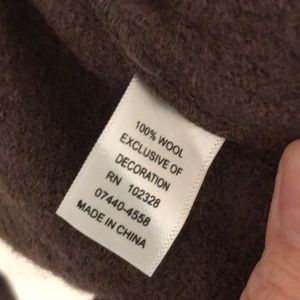 100% WOOL
EXCLUSIVE OF
DECORATION
RN 102328
07440-4558
MADE IN CHINA